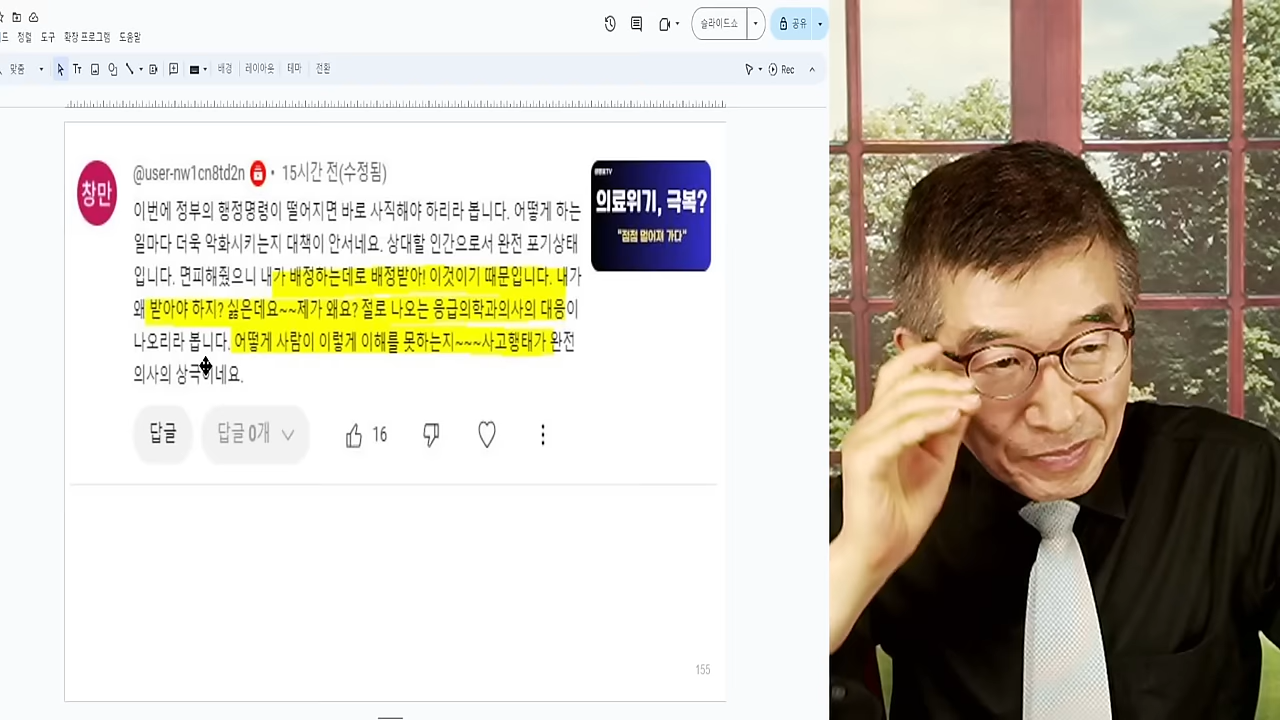 정렬 도구 확장 프로그램 도움말
슬라이드쇼
공유
맞춤
배경 레이아웃 테마 전환
Rec
창만
@user-nw1cn8td2n • 15시간 전(수정됨)
이번에 정부의 행정명령이 떨어지면 바로 사직해야 하리라 봅니다. 어떻게 하는
일마다 더욱 악화시키는지 대책이 안서네요. 상대할 인간으로서 완전 포기상태
입니다. 면피해줬으니 내가 배정하는데로 배정받아! 이것이기 때문입니다. 내가
왜 받아야 하지? 싫은데요~~제가 왜요? 절로 나오는 응급의학과의사의 대응이
나오리라 봅니다. 어떻게 사람이 이렇게 이해를 못하는지~~~사고행태가 완전
의사의 상극이네요.
의료위기, 극복?
"점점 멀어져 가다"
답글
답글 0개
16
155